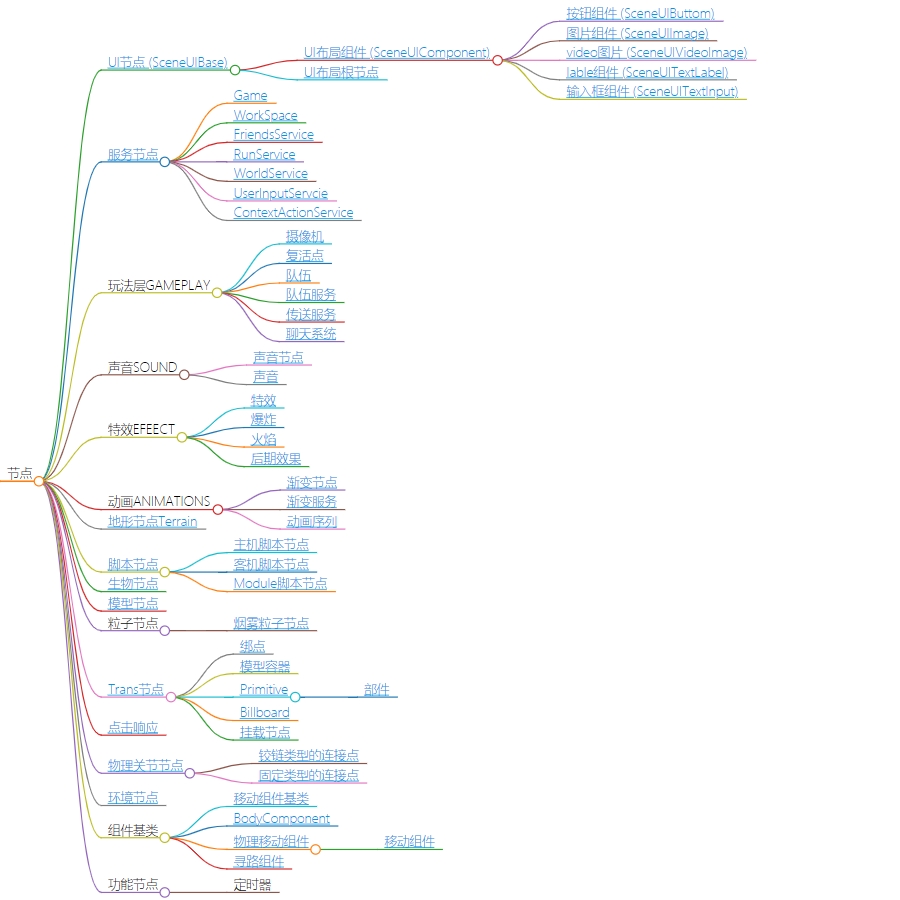 节点
UI节点 (SceneUIBase)
UI布局组件 (SceneUIComponent)
按钮组件 (SceneUIButtom)
图片组件 (SceneUIImage)
video图片 (SceneUIVideoImage)
lable组件 (SceneUITextLabel)
输入框组件 (SceneUITextInput)
UI布局根节点
服务节点
Game
WorkSpace
FriendsService
RunService
WorldService
UserInputServcie
ContextActionService
玩法层GAMEPLAY
摄像机
复活点
队伍
队伍服务
传送服务
聊天系统
声音SOUND
声音节点
声音
特效EFEECT
特效
爆炸
火焰
后期效果
动画ANIMATIONS
渐变节点
渐变服务
动画序列
地形节点Terrain
脚本节点
主机脚本节点
客机脚本节点
Module脚本节点
生物节点
模型节点
粒子节点
烟雾粒子节点
Trans节点
绑点
模型容器
Primitive
部件
Billboard
挂载节点
点击响应
物理关节节点
铰链类型的连接点
固定类型的连接点
环境节点
组件基类
移动组件基类
BodyComponent
物理移动组件
移动组件
寻路组件
功能节点
定时器